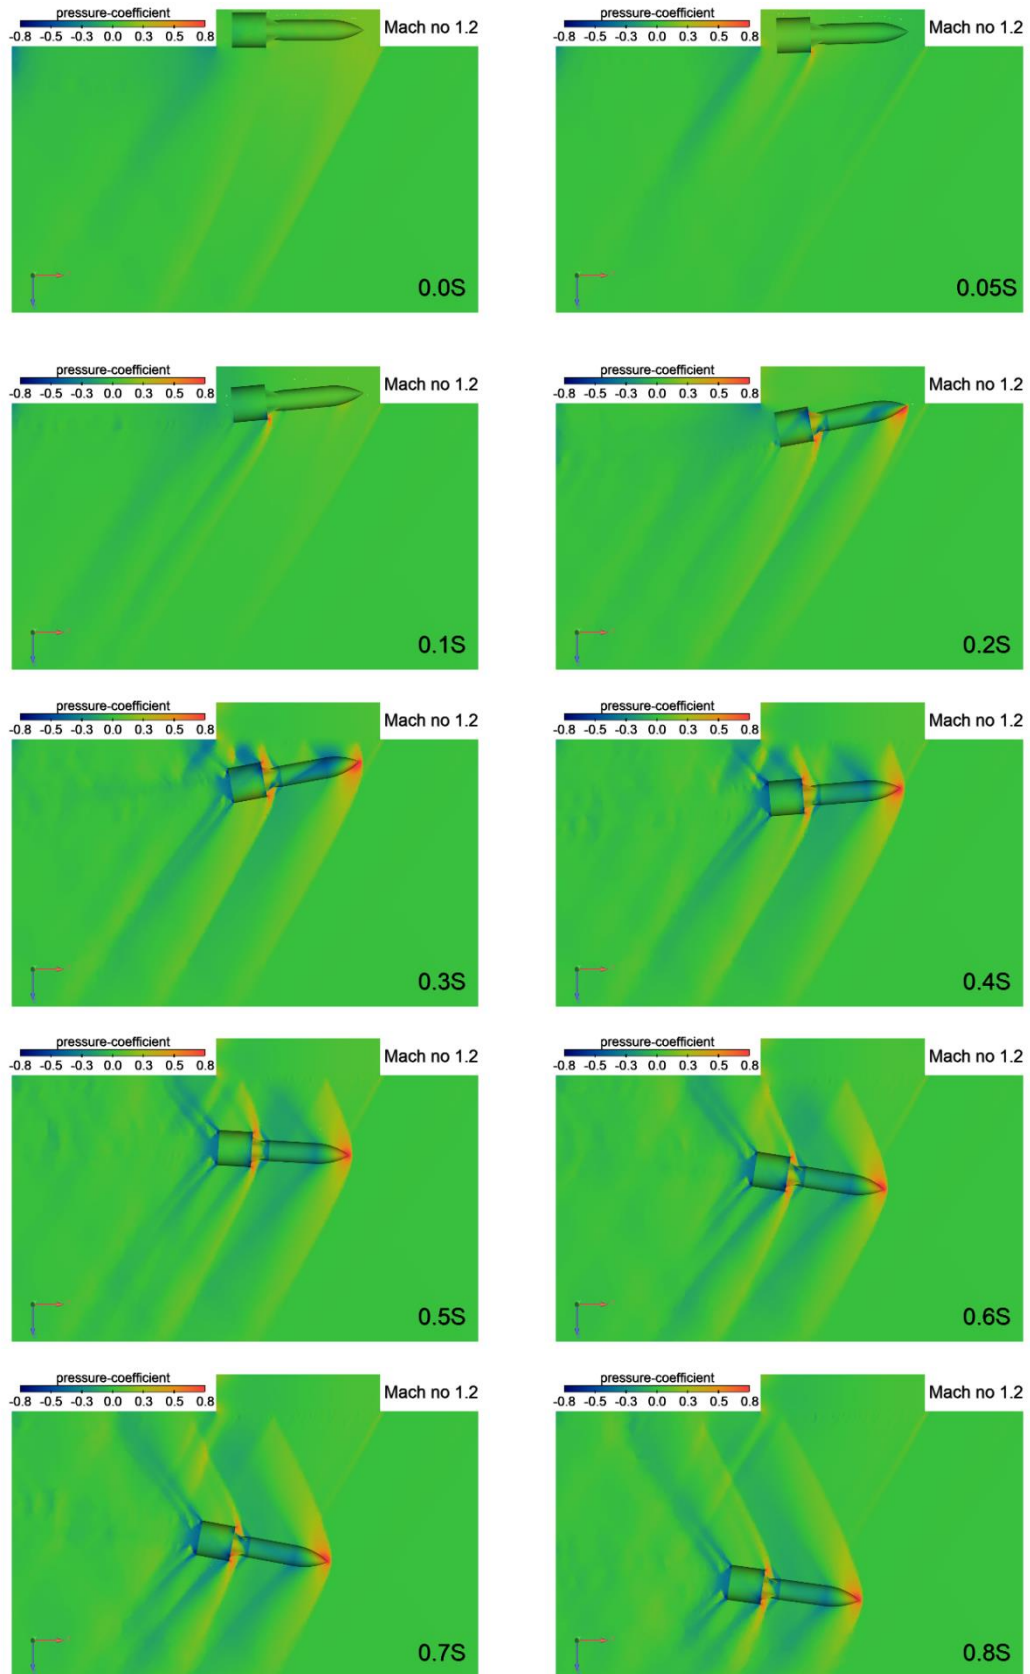 pressure-coefficient
-0.8 -0.5 -0.3 0.0 0.3 0.5 0.8
Mach no 1.2
0.0S
pressure-coefficient
-0.8 -0.5 -0.3 0.0 0.3 0.5 0.8
Mach no 1.2
0.05S
pressure-coefficient
-0.8 -0.5 -0.3 0.0 0.3 0.5 0.8
Mach no 1.2
0.1S
pressure-coefficient
-0.8 -0.5 -0.3 0.0 0.3 0.5 0.8
Mach no 1.2
0.2S
pressure-coefficient
-0.8 -0.5 -0.3 0.0 0.3 0.5 0.8
Mach no 1.2
0.3S
pressure-coefficient
-0.8 -0.5 -0.3 0.0 0.3 0.5 0.8
Mach no 1.2
0.4S
pressure-coefficient
-0.8 -0.5 -0.3 0.0 0.3 0.5 0.8
Mach no 1.2
0.5S
pressure-coefficient
-0.8 -0.5 -0.3 0.0 0.3 0.5 0.8
Mach no 1.2
0.6S
pressure-coefficient
-0.8 -0.5 -0.3 0.0 0.3 0.5 0.8
Mach no 1.2
0.7S
pressure-coefficient
-0.8 -0.5 -0.3 0.0 0.3 0.5 0.8
Mach no 1.2
0.8S